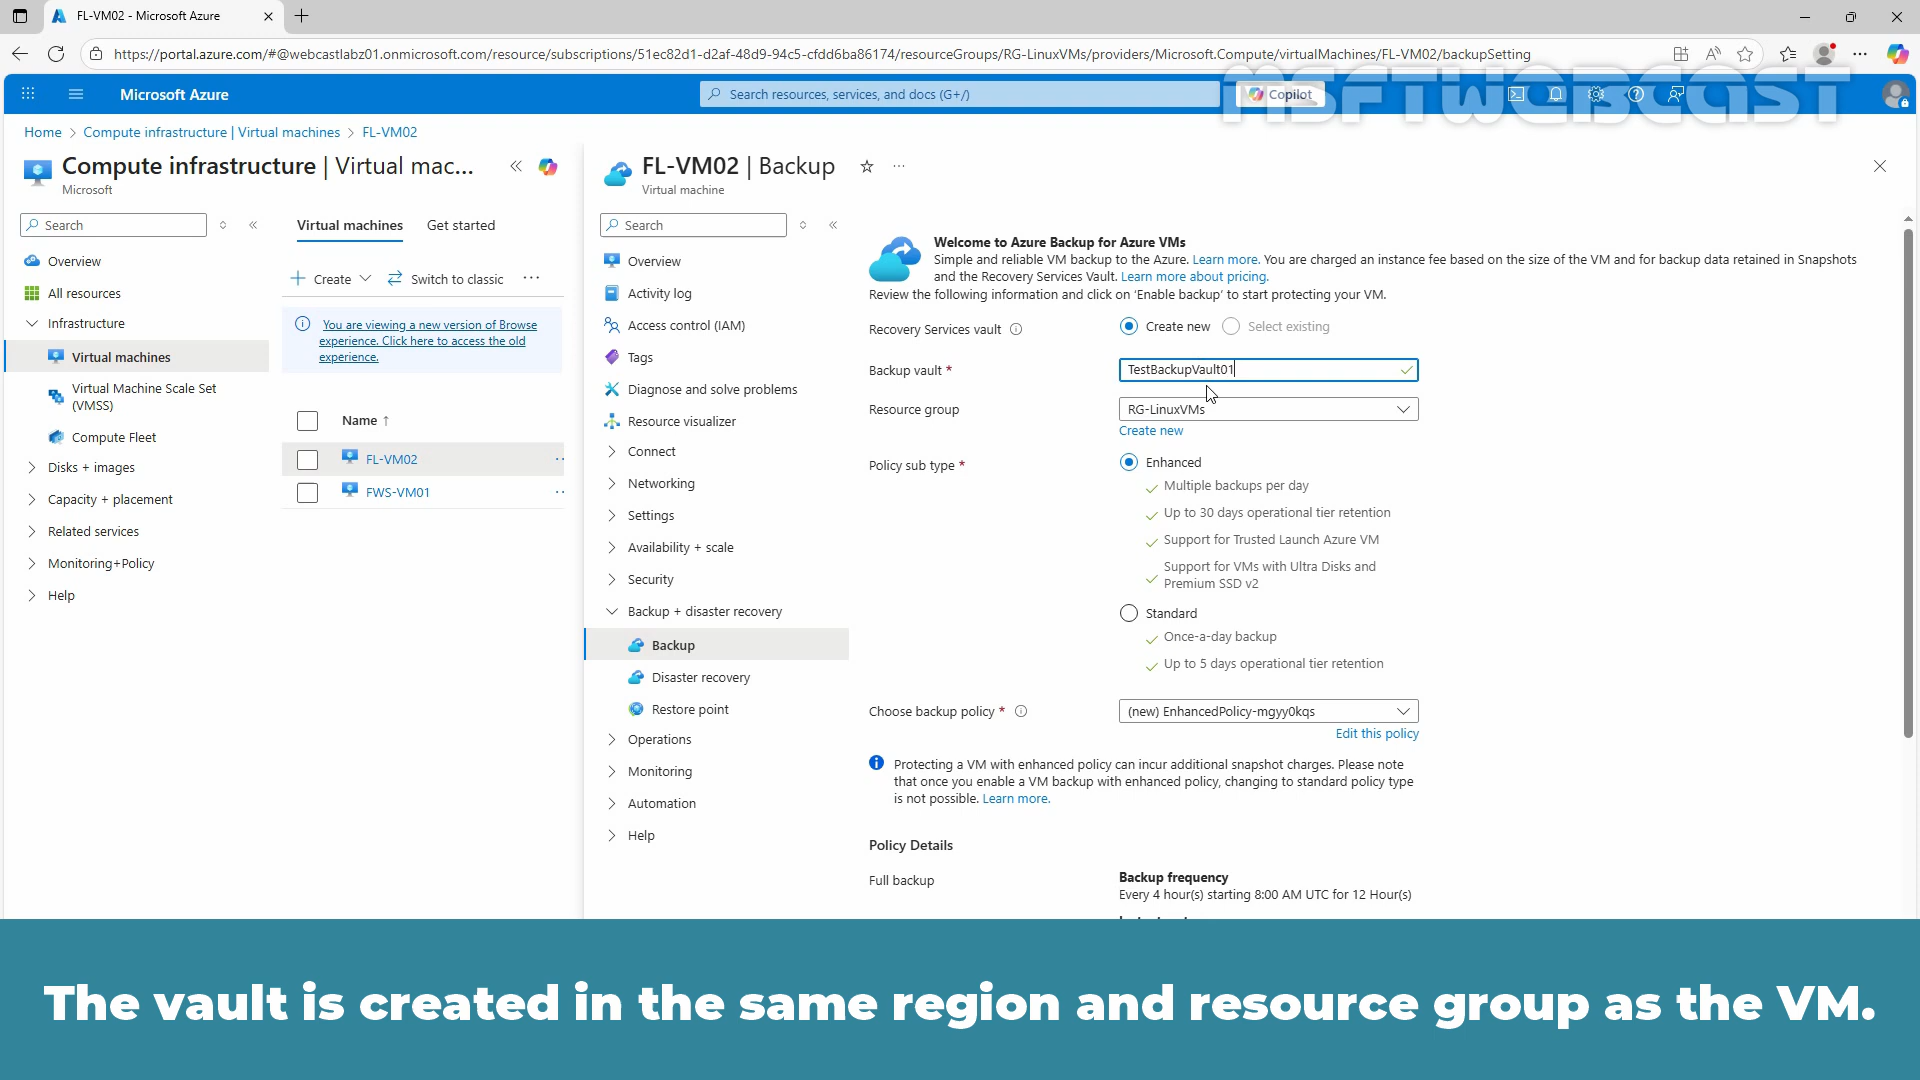 FL-VM02 - Microsoft Azure
https://portal.azure.com/#@webcastlabz01.onmicrosoft.com/resource/subscriptions/51ec82d1-d2af-48d9-94c5-cfdd6ba86174/resourceGroups/RG-LinuxVMs/providers/Microsoft.Compute/virtualMachines/FL-VM02/backupSetting
MSFTWEBCAST
Microsoft Azure
Search resources, services, and docs (G+/)
Copilot
Home > Compute infrastructure | Virtual machines > FL-VM02
Compute infrastructure | Virtual mac...
Microsoft
Search
Overview
All resources
Infrastructure
Virtual machines
Virtual Machine Scale Set
(VMSS)
Compute Fleet
Disks + images
Capacity + placement
Related services
Monitoring+Policy
Help
Virtual machines
Get started
Create
Switch to classic
You are viewing a new version of Browse
experience. Click here to access the old
experience.
Name ↑
FL-VM02
FWS-VM01
FL-VM02 | Backup
Virtual machine
Search
Overview
Activity log
Access control (IAM)
Tags
Diagnose and solve problems
Resource visualizer
Connect
Networking
Settings
Availability + scale
Security
Backup + disaster recovery
Backup
Disaster recovery
Restore point
Operations
Monitoring
Automation
Help
Welcome to Azure Backup for Azure VMs
Simple and reliable VM backup to the Azure. Learn more. You are charged an instance fee based on the size of the VM and for backup data retained in Snapshots
and the Recovery Services Vault. Learn more about pricing.
Review the following information and click on 'Enable backup' to start protecting your VM.
Recovery Services vault
Create new
Select existing
Backup vault *
TestBackupVault01
Resource group
RG-LinuxVMs
Create new
Policy sub type *
Enhanced
Multiple backups per day
Up to 30 days operational tier retention
Support for Trusted Launch Azure VM
Support for VMs with Ultra Disks and
Premium SSD v2
Standard
Once-a-day backup
Up to 5 days operational tier retention
Choose backup policy *
(new) EnhancedPolicy-mgyy0kqs
Edit this policy
Protecting a VM with enhanced policy can incur additional snapshot charges. Please note
that once you enable a VM backup with enhanced policy, changing to standard policy type
is not possible. Learn more.
Policy Details
Full backup
Backup frequency
Every 4 hour(s) starting 8:00 AM UTC for 12 Hour(s)
The vault is created in the same region and resource group as the VM.